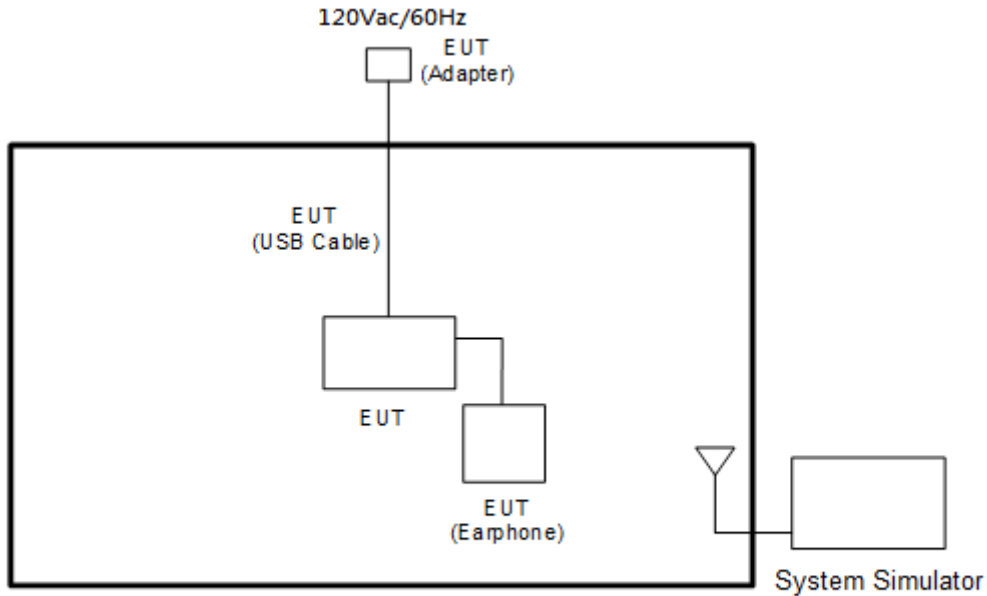 120Vac/60Hz
EUT
(Adapter)
EUT
(USB Cable)
EUT
EUT
(Earphone)
System Simulator